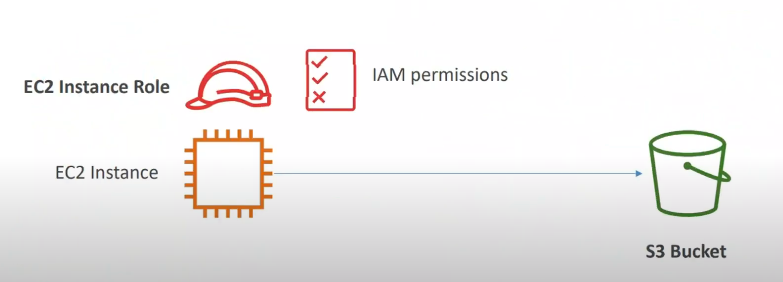 EC2 Instance Role
IAM permissions
EC2 Instance
S3 Bucket